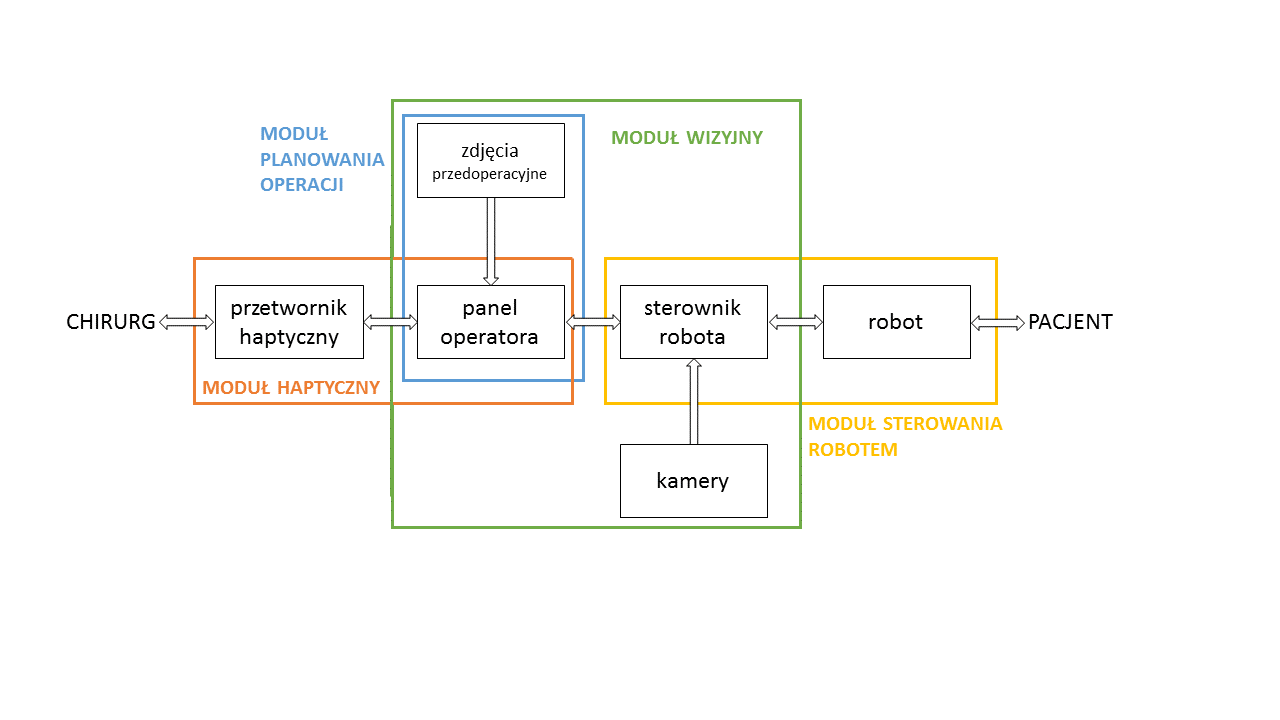 MODUŁ
PLANOWANIA
OPERACJI
MODUŁ WIZYJNY
zdjęcia
przedoperacyjne
CHIRURG
przetwornik
haptyczny
panel
operatora
sterownik
robota
robot
PACJENT
MODUŁ HAPTYCZNY
MODUŁ STEROWANIA
ROBOTEM
kamery